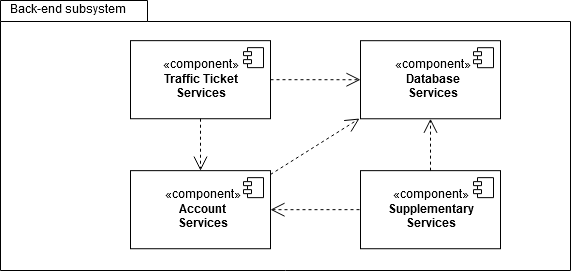 Back-end subsystem
«component»
Traffic Ticket
Services
«component»
Database
Services
«component»
Account
Services
«component»
Supplementary
Services